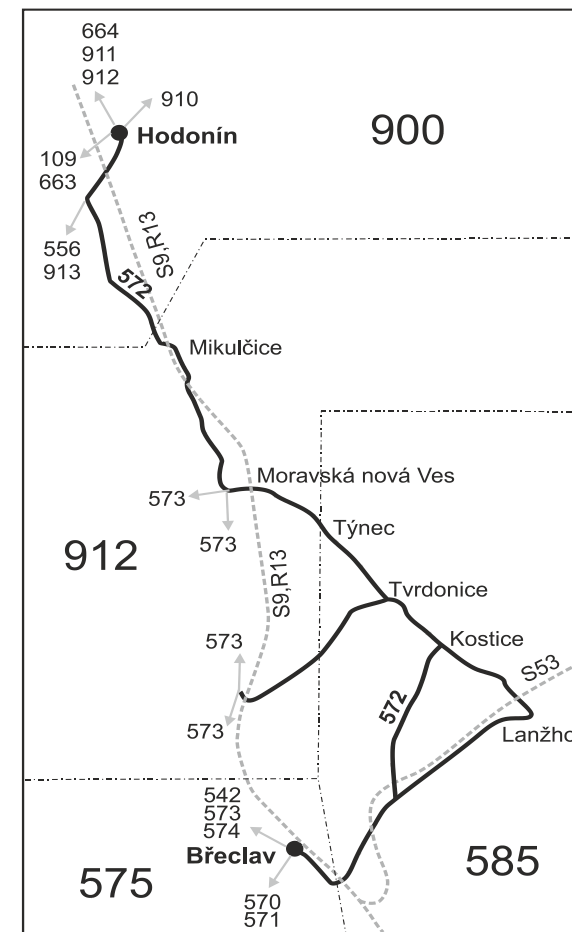 664
911
912
910
Hodonín
900
109
663
556
913
S9,R13
572
Mikulčice
Moravská nová Ves
573
573
912
Týnec
S9,R13
Tvrdonice
573
Kostice
S53
572
573
Lanžho
542
573
574
Břeclav
575
585
570
571